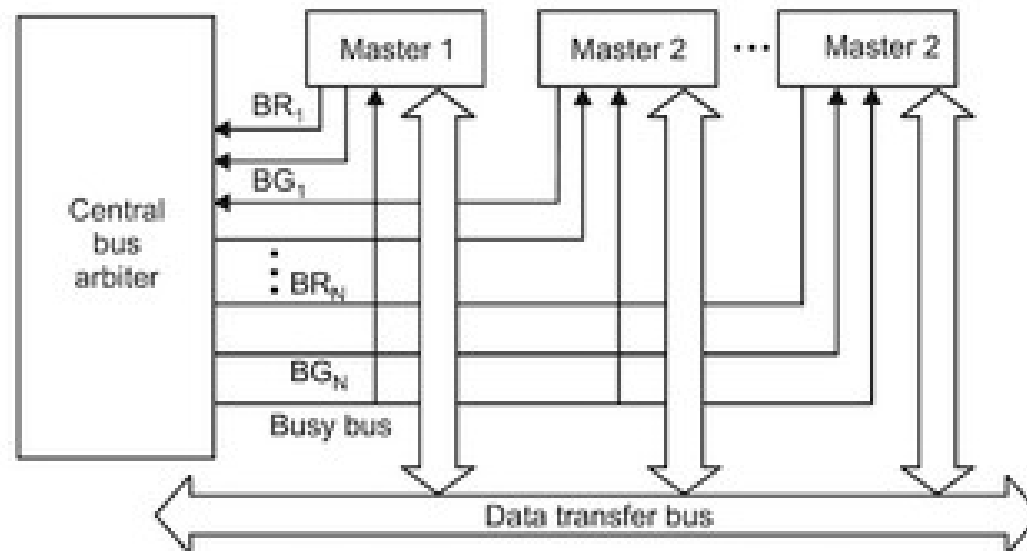 Master 1
Master 2
Master 2
BR1
BG1
Central
bus
arbiter
BRN
BGN
Busy bus
Data transfer bus